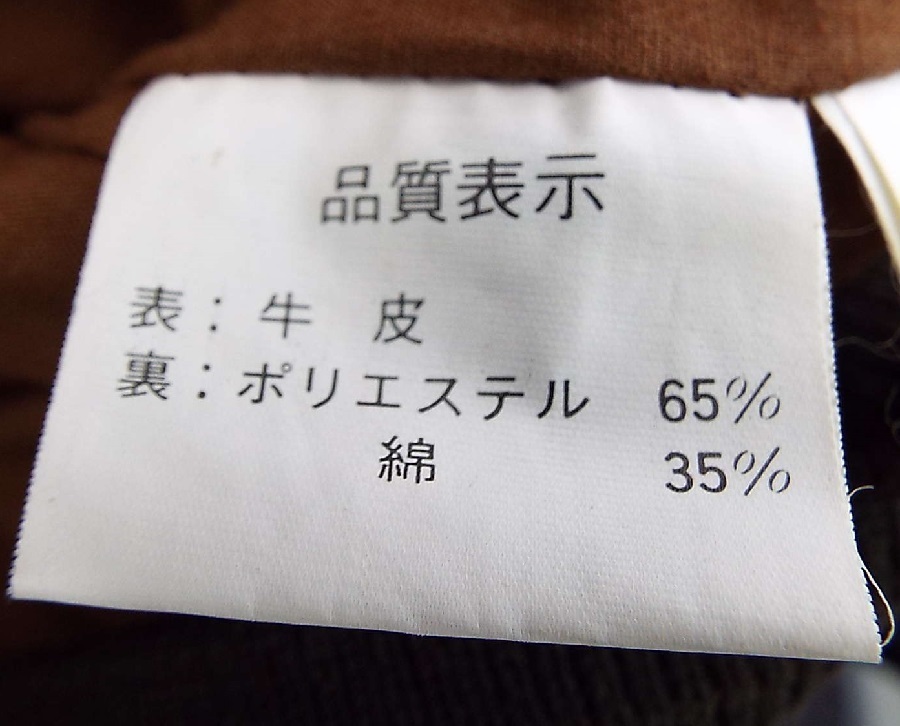 品質表示
表：牛 皮
裏：ポリエステル 65%
綿 35%